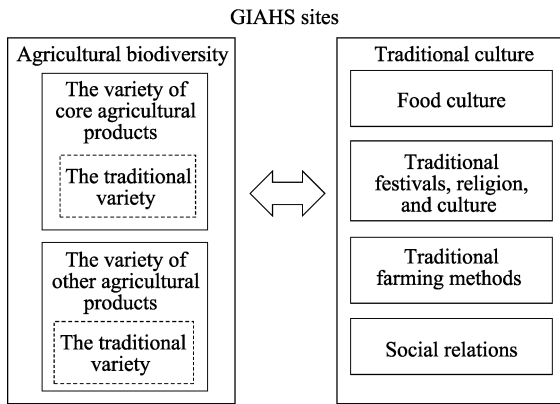 GIAHS sites
Agricultural biodiversity
The variety of
core agricultural
products
The traditional
variety
The variety of
other agricultural
products
The traditional
variety
Traditional culture
Food culture
Traditional
festivals, religion,
and culture
Traditional
farming methods
Social relations